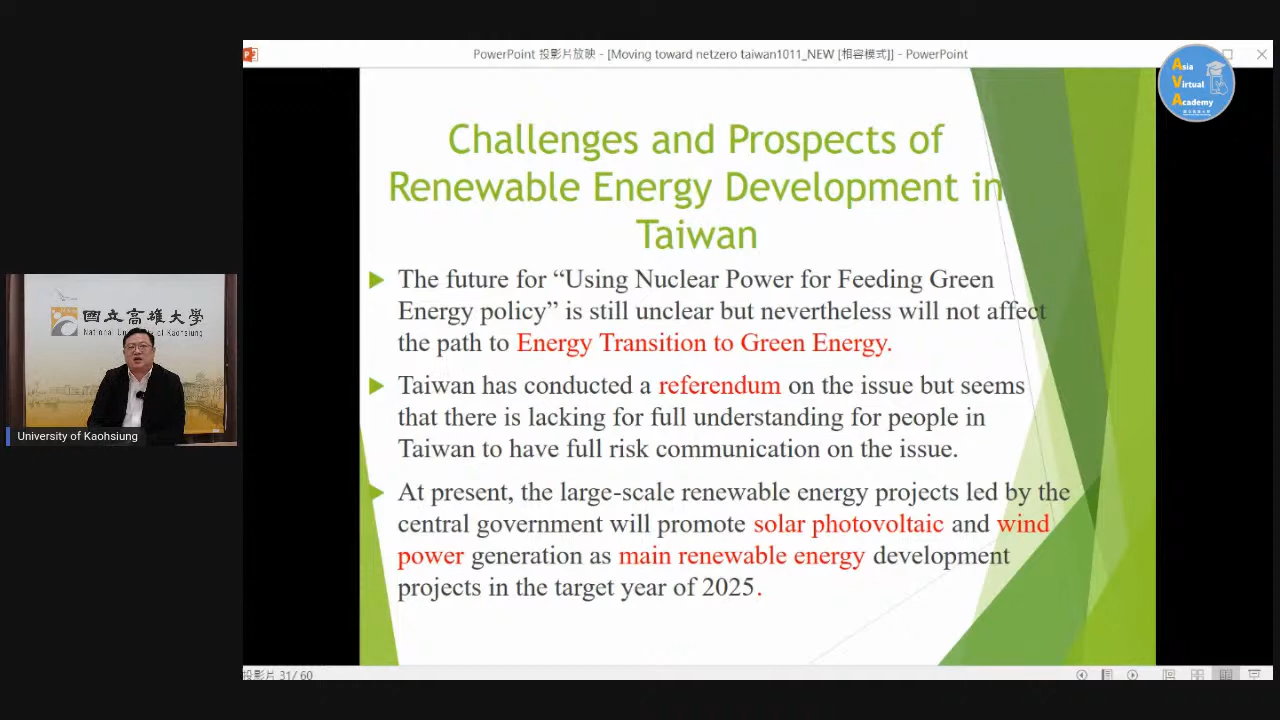 PowerPoint 投影片放映 - [Moving toward netzero taiwan1011_NEW [相容模式]] - PowerPoint
Asia
Virtual
Academy
Challenges and Prospects of
Renewable Energy Development in
Taiwan
The future for “Using Nuclear Power for Feeding Green
Energy policy” is still unclear but nevertheless will not affect
the path to Energy Transition to Green Energy.
Taiwan has conducted a referendum on the issue but seems
that there is lacking for full understanding for people in
Taiwan to have full risk communication on the issue.
At present, the large-scale renewable energy projects led by the
central government will promote solar photovoltaic and wind
power generation as main renewable energy development
projects in the target year of 2025.
國立高雄大學
National University of Kaohsiung
University of Kaohsiung
投影片 31/ 60